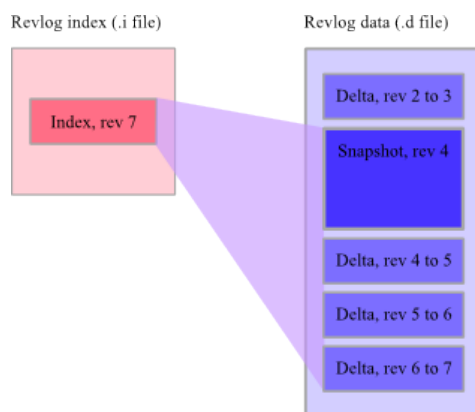 Revlog index (.i file)
Revlog data (.d file)
Index, rev 7
Delta, rev 2 to 3
Snapshot, rev 4
Delta, rev 4 to 5
Delta, rev 5 to 6
Delta, rev 6 to 7